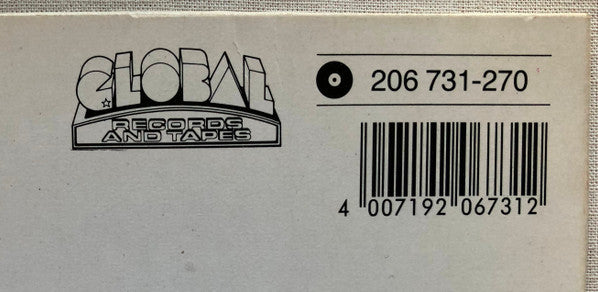 GLOBAL
RECORDS
AND TAPES
206 731-270
4 007192 067312